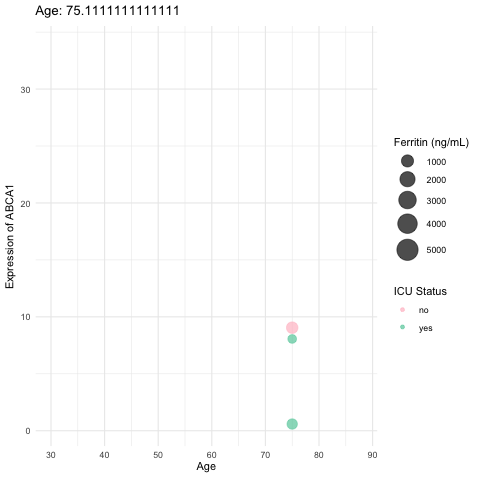 Age: 75.1111111111111
Expression of ABCA1
30
20
10
0
30 40 50 60 70 80 90
Age
Ferritin (ng/mL)
1000
2000
3000
4000
5000
ICU Status
no
yes